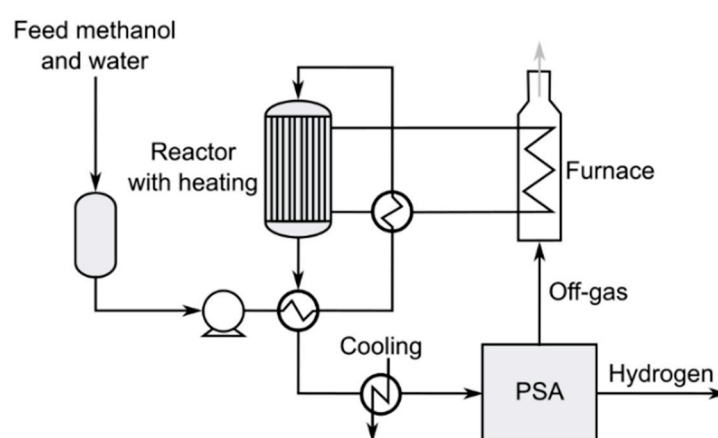 Feed methanol
and water
Reactor
with heating
Furnace
Off-gas
Cooling
PSA
Hydrogen